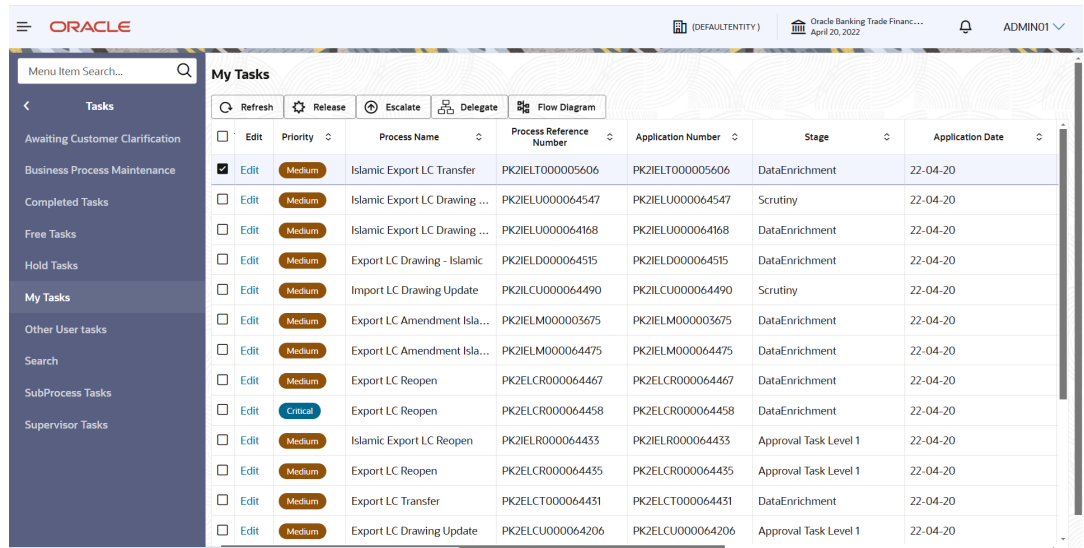 ORACLE
(DEFAULTENTITY )
Oracle Banking Trade Financ...
April 20, 2022
ADMIN01
Menu Item Search...
Tasks
Awaiting Customer Clarification
Business Process Maintenance
Completed Tasks
Free Tasks
Hold Tasks
My Tasks
Other User tasks
Search
SubProcess Tasks
Supervisor Tasks
My Tasks
Refresh Release Escalate Delegate Flow Diagram
Edit Priority Process Name Process Reference Number Application Number Stage Application Date
Edit Medium Islamic Export LC Transfer PK2IELT000005606 PK2IELT000005606 DataEnrichment 22-04-20
Edit Medium Islamic Export LC Drawing ... PK2IELU000064547 PK2IELU000064547 Scrutiny 22-04-20
Edit Medium Islamic Export LC Drawing ... PK2IELU000064168 PK2IELU000064168 DataEnrichment 22-04-20
Edit Medium Export LC Drawing - Islamic PK2IELD000064515 PK2IELD000064515 DataEnrichment 22-04-20
Edit Medium Import LC Drawing Update PK2ILCU000064490 PK2ILCU000064490 Scrutiny 22-04-20
Edit Medium Export LC Amendment Isla... PK2IELM000003675 PK2IELM000003675 DataEnrichment 22-04-20
Edit Medium Export LC Amendment Isla... PK2IELM000064475 PK2IELM000064475 DataEnrichment 22-04-20
Edit Medium Export LC Reopen PK2ELCR000064467 PK2ELCR000064467 DataEnrichment 22-04-20
Edit Critical Export LC Reopen PK2ELCR000064458 PK2ELCR000064458 DataEnrichment 22-04-20
Edit Medium Islamic Export LC Reopen PK2IELR000064433 PK2IELR000064433 Approval Task Level 1 22-04-20
Edit Medium Export LC Reopen PK2ELCR000064435 PK2ELCR000064435 Approval Task Level 1 22-04-20
Edit Medium Export LC Transfer PK2ELCT000064431 PK2ELCT000064431 DataEnrichment 22-04-20
Edit Medium Export LC Drawing Update PK2ELCU000064206 PK2ELCU000064206 Approval Task Level 1 22-04-20